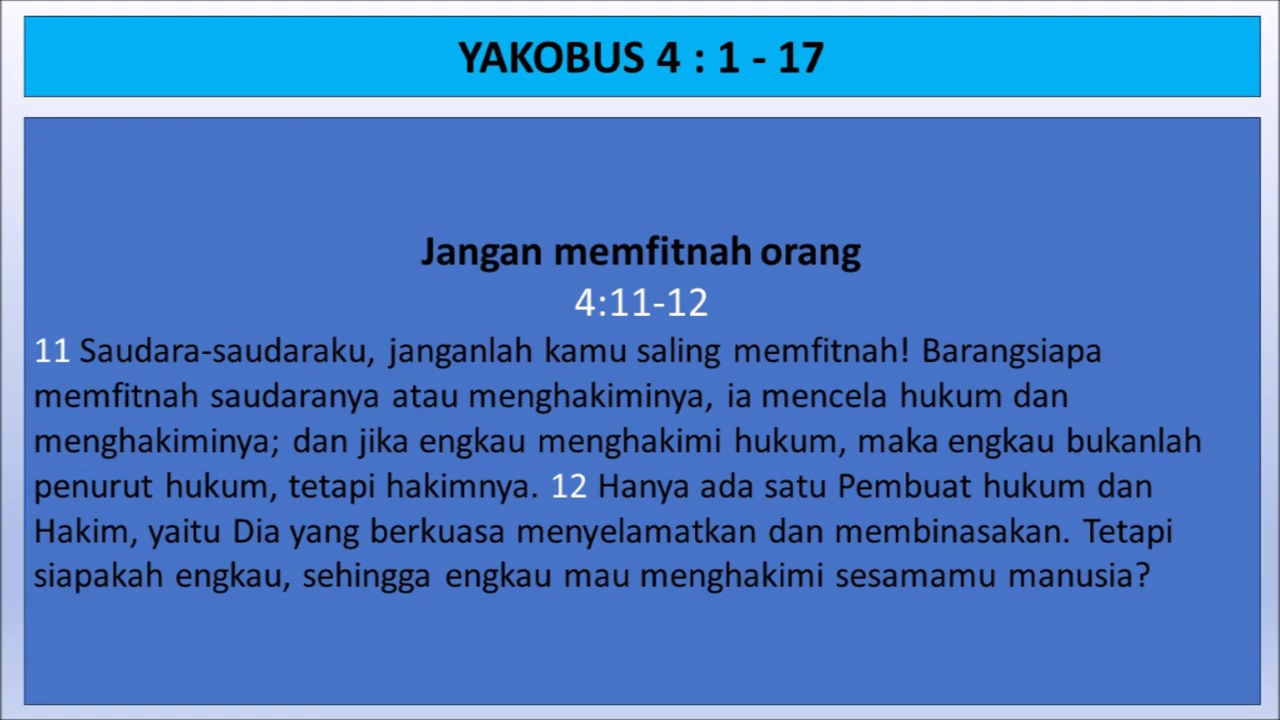 YAKOBUS 4 : 1 - 17
Jangan memfitnah orang
4:11-12
11 Saudara-saudaraku, janganlah kamu saling memfitnah! Barangsiapa
memfitnah saudaranya atau menghakiminya, ia mencela hukum dan
menghakiminya; dan jika engkau menghakimi hukum, maka engkau bukanlah
penurut hukum, tetapi hakimnya. 12 Hanya ada satu Pembuat hukum dan
Hakim, yaitu Dia yang berkuasa menyelamatkan dan membinasakan. Tetapi
siapakah engkau, sehingga engkau mau menghakimi sesamamu manusia?